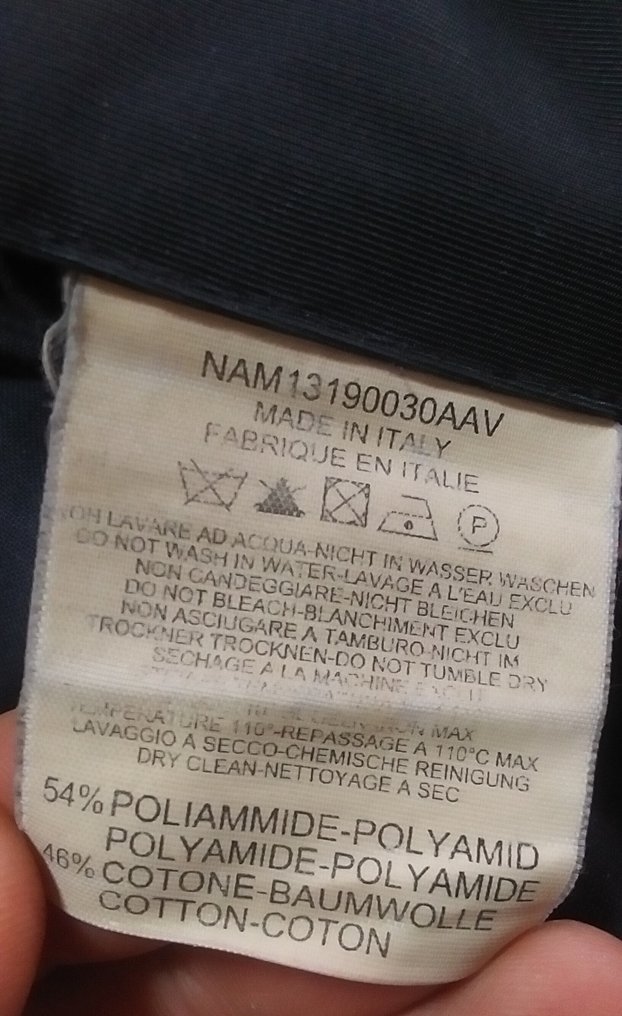 NAM13190030AAV
MADE IN ITALY
FABRIQUE EN ITALIE
P
LAVARE AD ACQUA-NICHT IN WASSER WASCHEN
DO NOT WASH IN WATER-LAVAGE A L'EAU EXCLU
NON CANDEGGIARE-NICHT BLEICHEN
DO NOT BLEACH-BLANCHIMENT EXCLU
NON ASCIUGARE A TAMBURO-NICHT IM
TROCKNER TROCKNEN-DO NOT TUMBLE DRY
SECHAGE A LA MACHINE
MAX
TEMPERATURE 110°-REPASSAGE A 110°C MAX
LAVAGGIO A SECCO-CHEMISCHE REINIGUNG
DRY CLEAN-NETTOYAGE A SEC
54% POLIAMMIDE-POLYAMID
POLYAMIDE-POLYAMIDE
46% COTONE-BAUMWOLLE
COTTON-COTON